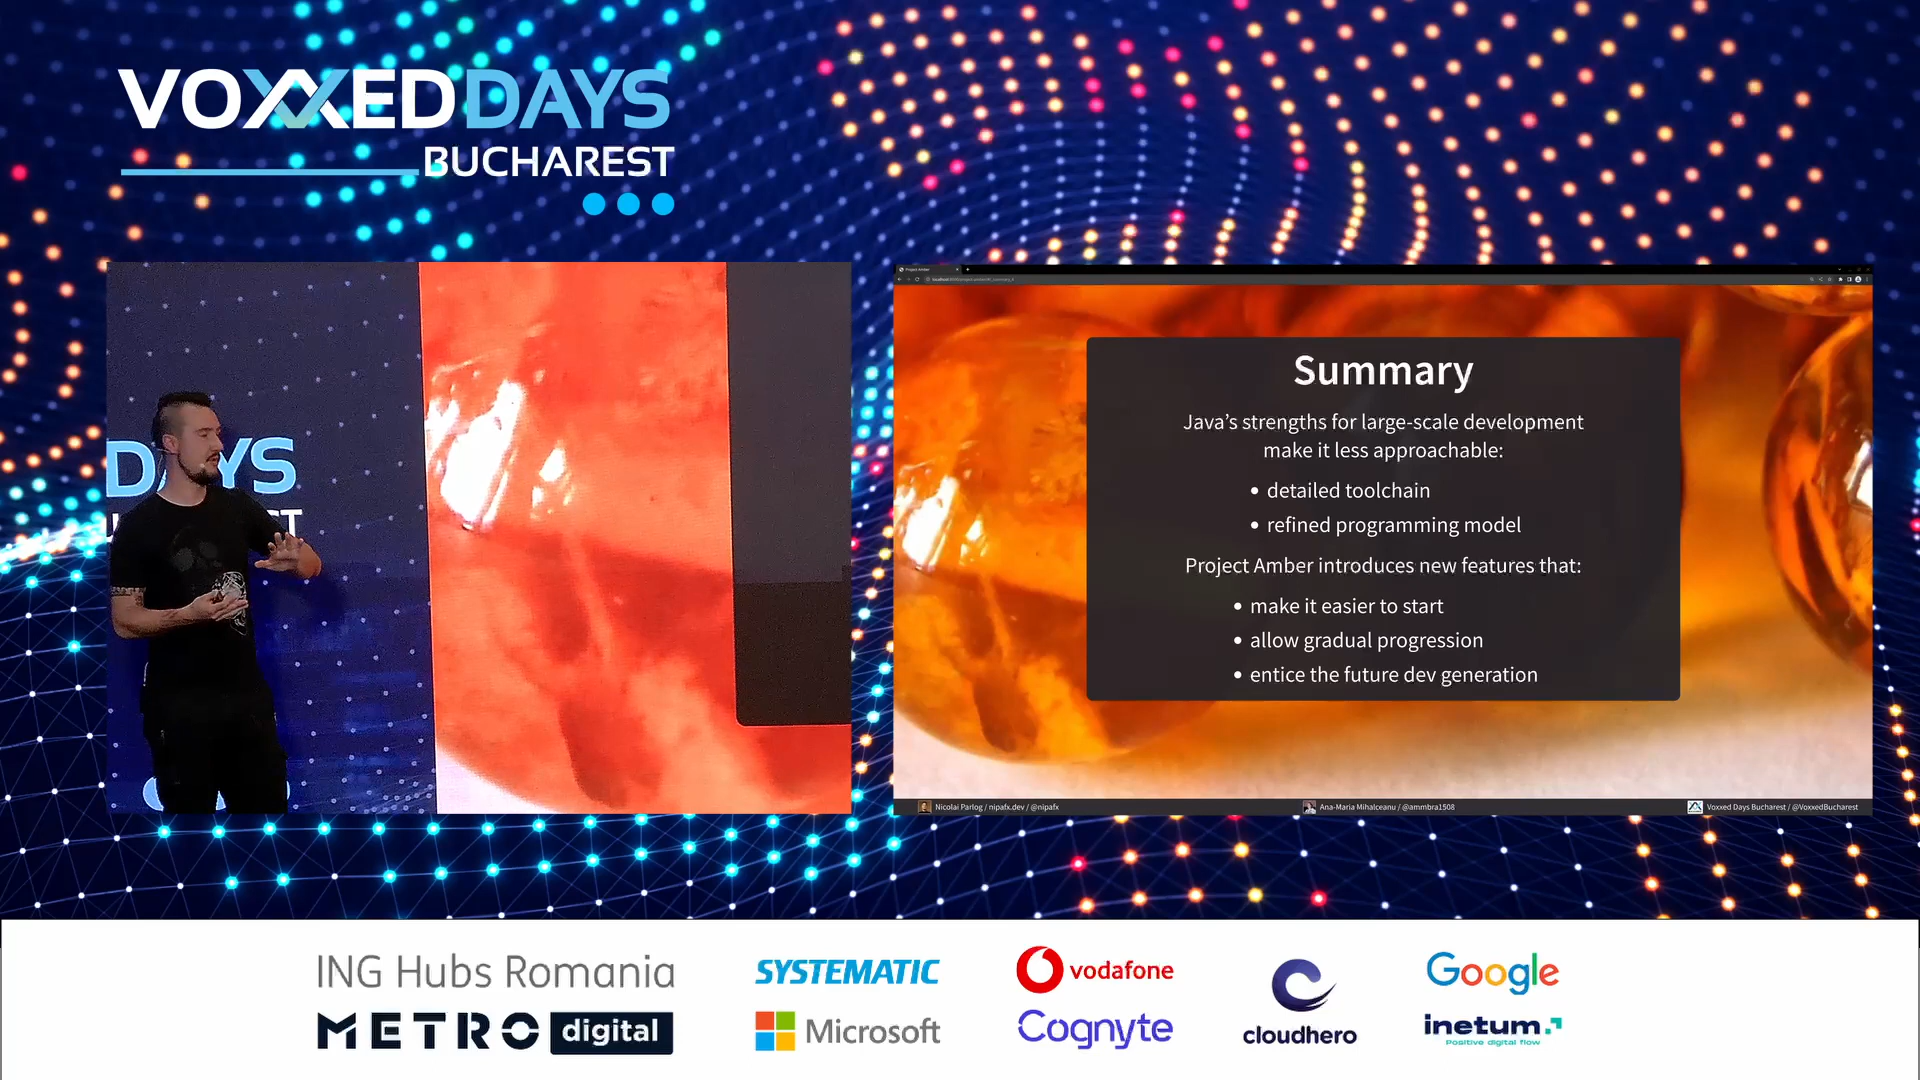 VOXXEDDAYS
BUCHAREST
DAYS
Project Amber
Summary
Java's strengths for large-scale development
make it less approachable:
• detailed toolchain
• refined programming model
Project Amber introduces new features that:
• make it easier to start
• allow gradual progression
• entice the future dev generation
Nicolai Parlog / nipafx.dev / @nipafx
Ana-Maria Mihalceanu / @ammbra1508
Voxxed Days Bucharest / @VoxxedBucharest
ING Hubs Romania
SYSTEMATIC
vodafone
cloudhero
Google
METRO digital
Microsoft
Cognyte
inetum.
Positive digital flow